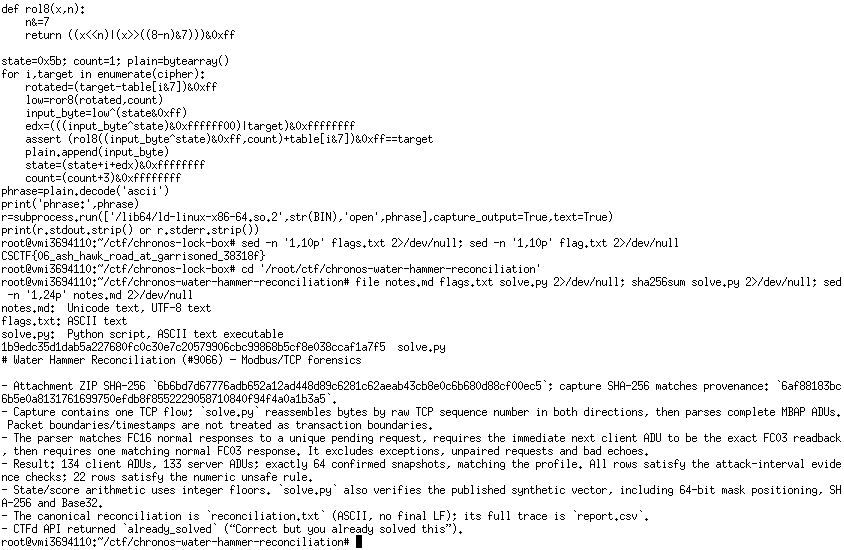 def rol8(x,n):
    n&=7
    return ((x<<n)|(x>>((8-n)&7)))&0xff

state=0x5b; count=1; plain=bytearray()
for i,target in enumerate(cipher):
    rotated=(target-table[i&7])&0xff
    low=ror8(rotated,count)
    input_byte=low^(state&0xff)
    edx=(((input_byte^state)&0xffffff00)|target)&0xffffffff
    assert (rol8((input_byte^state)&0xff,count)+table[i&7])&0xff==target
    plain.append(input_byte)
    state=(state+i+edx)&0xffffffff
    count=(count+3)&0xffffffff
phrase=plain.decode('ascii')
print('phrase:',phrase)
r=subprocess.run(['/lib64/ld-linux-x86-64.so.2',str(BIN),'open',phrase],capture_output=True,text=True)
print(r.stdout.strip() or r.stderr.strip())
root@vmi3694110:~/ctf/chronos-lock-box# sed -n '1,10p' flags.txt 2>/dev/null; sed -n '1,10p' flag.txt 2>/dev/null
CSCTF{06_ash_hawk_road_at_garrisoned_38318f}
root@vmi3694110:~/ctf/chronos-lock-box# cd '/root/ctf/chronos-water-hammer-reconciliation'
root@vmi3694110:~/ctf/chronos-water-hammer-reconciliation# file notes.md flags.txt solve.py 2>/dev/null; sha256sum solve.py 2>/dev/null; sed
 -n '1,24p' notes.md 2>/dev/null
notes.md:  Unicode text, UTF-8 text
flags.txt: ASCII text
solve.py:  Python script, ASCII text executable
1b9edc35d1dab5a227680fc0c30e7c20579906cbc99868b5cf8e038ccaf1a7f5  solve.py
# Water Hammer Reconciliation (#9066) – Modbus/TCP forensics

- Attachment ZIP SHA-256 `6b6bd7d67776adb652a12ad448d89c6281c62aeab43cb8e0c6b680d88cf00ec5`; capture SHA-256 matches provenance: `6af88183bc
6b5e0a8131761699750efdb8f8552229058710840f94f4a0a1b3a5`.
- Capture contains one TCP flow; `solve.py` reassembles bytes by raw TCP sequence number in both directions, then parses complete MBAP ADUs.
 Packet boundaries/timestamps are not treated as transaction boundaries.
- The parser matches FC16 normal responses to a unique pending request, requires the immediate next client ADU to be the exact FC03 readback
, then requires one matching normal FC03 response. It excludes exceptions, unpaired requests and bad echoes.
- Result: 134 client ADUs, 133 server ADUs; exactly 64 confirmed snapshots, matching the profile. All rows satisfy the attack-interval evide
nce checks; 22 rows satisfy the numeric unsafe rule.
- State/score arithmetic uses integer floors. `solve.py` also verifies the published synthetic vector, including 64-bit mask positioning, SH
A-256 and Base32.
- The canonical reconciliation is `reconciliation.txt` (ASCII, no final LF); its full trace is `report.csv`.
- CTFd API returned `already_solved` (“Correct but you already solved this”).
root@vmi3694110:~/ctf/chronos-water-hammer-reconciliation#